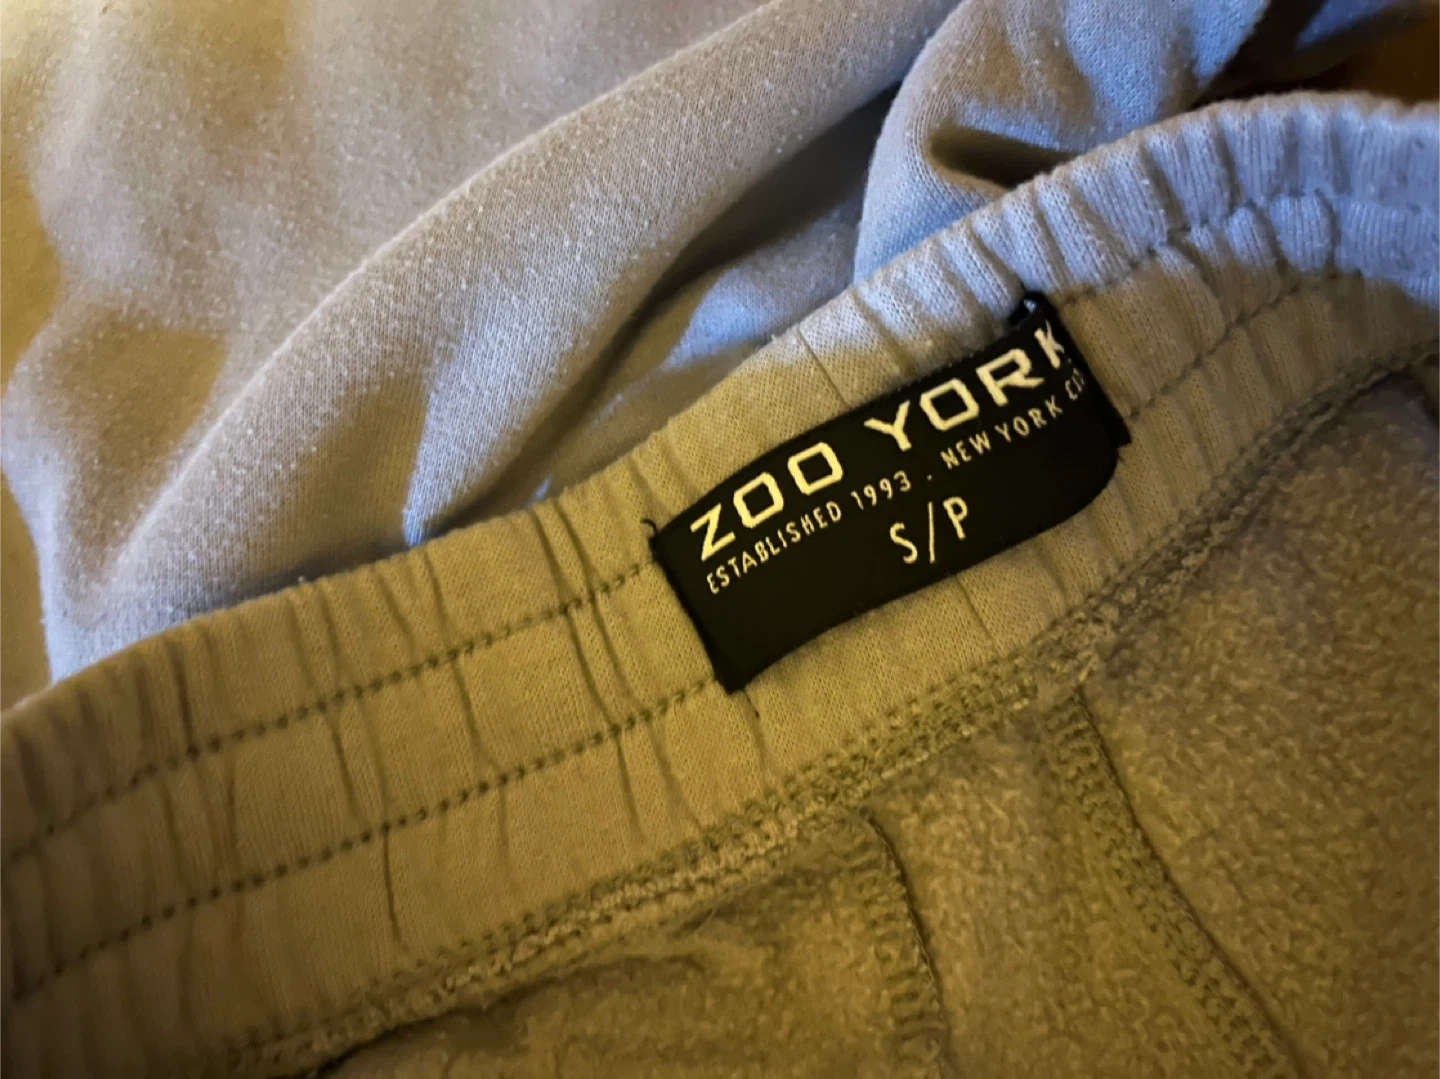 ZOO YORK
ESTABLISHED 1993 . NEW YORK
S/P